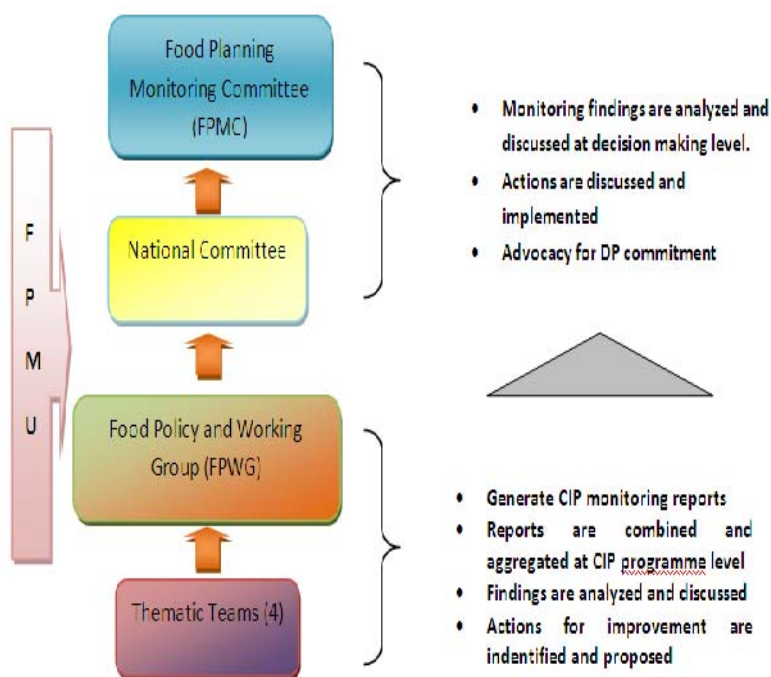 Food Planning
Monitoring Committee
(FPMC)
National Committee
Food Policy and Working
Group (FPWG)
Thematic Teams (4)
F
P
M
U
• Monitoring findings are analyzed and
discussed at decision making level.
• Actions are discussed and
implemented
• Advocacy for DP commitment
• Generate CIP monitoring reports
• Reports are combined and
aggregated at CIP programme level
• Findings are analyzed and discussed
• Actions for improvement are
indentified and proposed